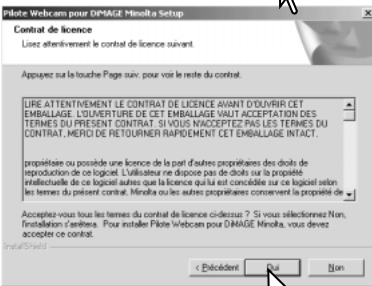 Pilote Webcam pour DiMAGE Minolta Setup
Contrat de licence
Lisez attentivement le contrat de licence suivant.
Appuyez sur la touche Page suiv. pour voir le reste du contrat.
LIRE ATTENTIVEMENT LE CONTRAT DE LICENCE AVANT D'OUVRIR CET
EMBALLAGE. L'OUVERTURE DE CET EMBALLAGE VAUT ACCEPTATION DES
TERMES DU PRESENT CONTRAT. SI VOUS N'ACCEPTEZ PAS LES TERMES DU
CONTRAT, MERCI DE RETOURNER RAPIDEMENT CET EMBALLAGE INTACT.
propriétaire ou possède une licence de la part d'autres propriétaires des droits de
reproduction de ce logiciel. L'utilisateur ne dispose pas de droits sur la propriété
intellectuelle de ce logiciel autres que la licence qui lui est concédée sur ce logiciel selon
les termes du présent contrat. Minolta ou les autres propriétaires conservent la propriété de
Acceptez-vous tous les termes du contrat de licence ci-dessus ? Si vous sélectionnez Non,
l'installation s'arrêtera. Pour installer Pilote Webcam pour DiMAGE Minolta, vous devez
accepter ce contrat.
InstallShield
< Précédent
Oui
Non